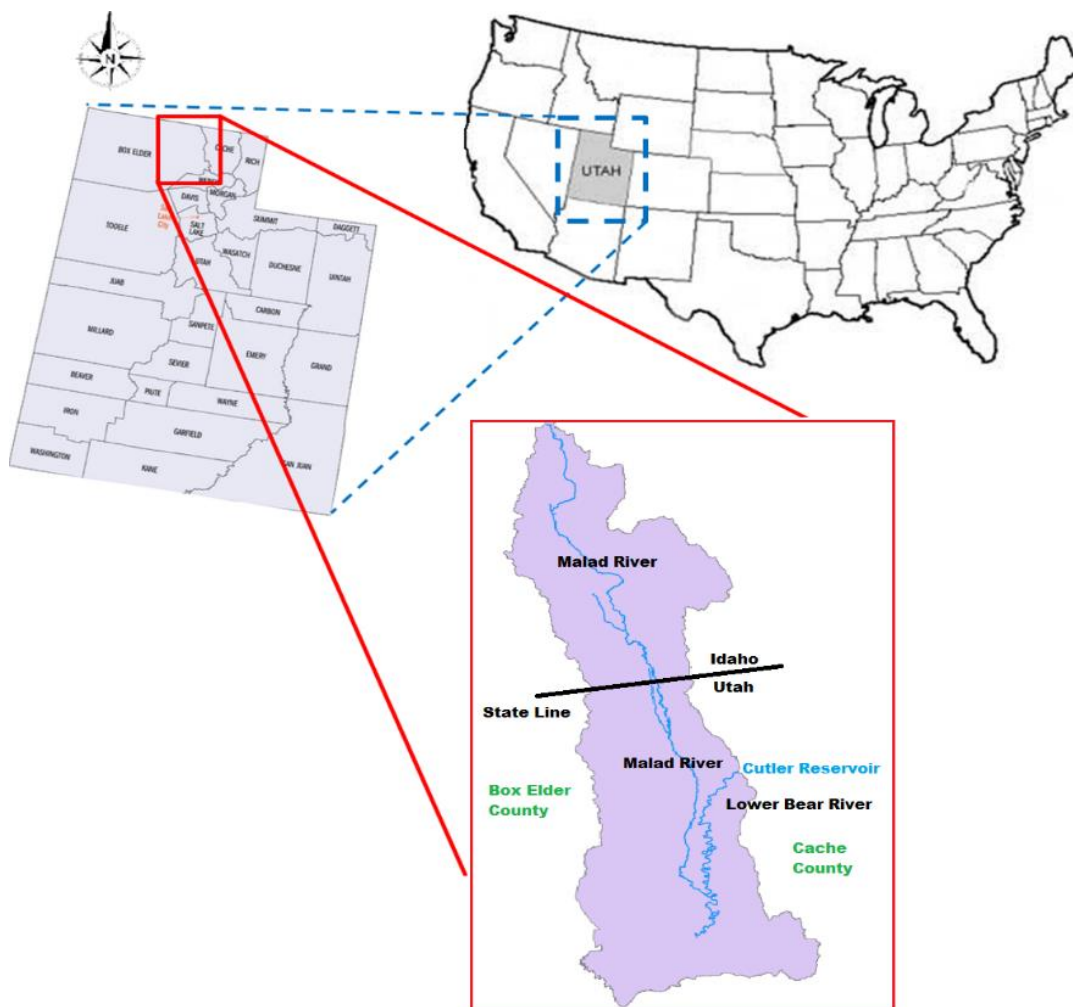 N
UTAH
BOX ELDER
CACHE
RICH
DAVIS
MORGAN
SUMMIT
DAGGETT
TOOELE
SALT
LAKE
WASATCH
UTAH
DUCHESNE
UINTAH
JUAB
CARBON
SANPETE
MILLARD
EMERY
GRAND
SEVIER
BEAVER
PIUTE
WAYNE
IRON
GARFIELD
WASHINGTON
KANE
SAN JUAN
Malad River
Idaho
Utah
State Line
Malad River
Cutler Reservoir
Box Elder
County
Lower Bear River
Cache
County